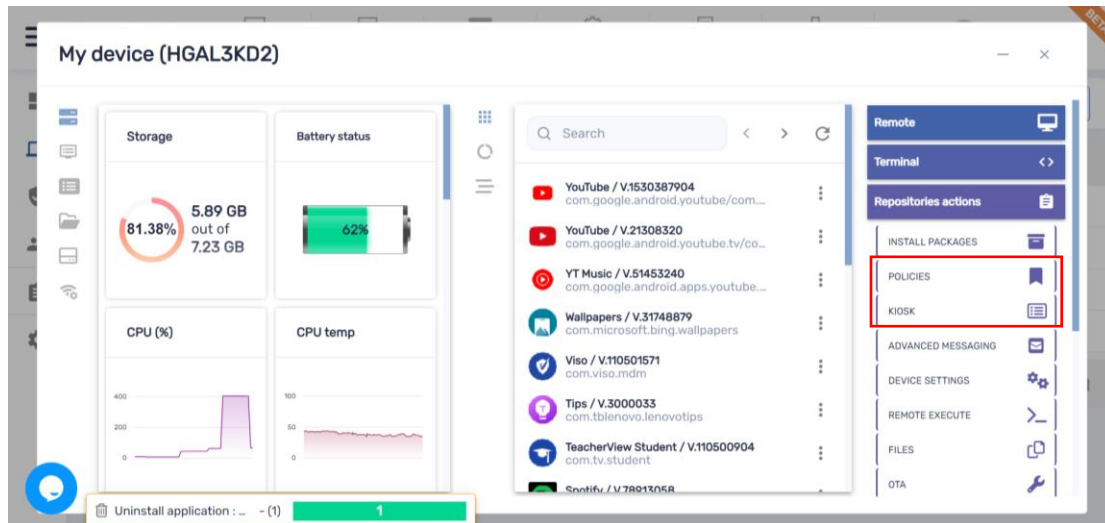 BETA
My device (HGAL3KD2)
Storage
81.38%
5.89 GB
out of
7.23 GB
Battery status
62%
CPU (%)
400
200
0
CPU temp
100
50
0
Search
YouTube / V.1530387904
com.google.android.youtube/com....
YouTube / V.21308320
com.google.android.youtube.tv/co...
YT Music / V.51453240
com.google.android.apps.youtube....
Wallpapers / V.31748879
com.microsoft.bing.wallpapers
Viso / V.110501571
com.viso.mdm
Tips / V.3000033
com.tblenovo.lenovotips
TeacherView Student / V.110500904
com.tv.student
Spotify / V.78913058
Remote
Terminal
Repositories actions
INSTALL PACKAGES
POLICIES
KIOSK
ADVANCED MESSAGING
DEVICE SETTINGS
REMOTE EXECUTE
FILES
OTA
Uninstall application : ... - (1)
1